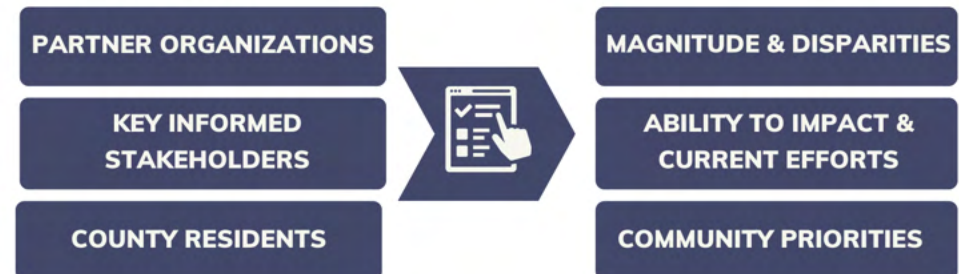 PARTNER ORGANIZATIONS
KEY INFORMED
STAKEHOLDERS
COUNTY RESIDENTS
MAGNITUDE & DISPARITIES
ABILITY TO IMPACT &
CURRENT EFFORTS
COMMUNITY PRIORITIES